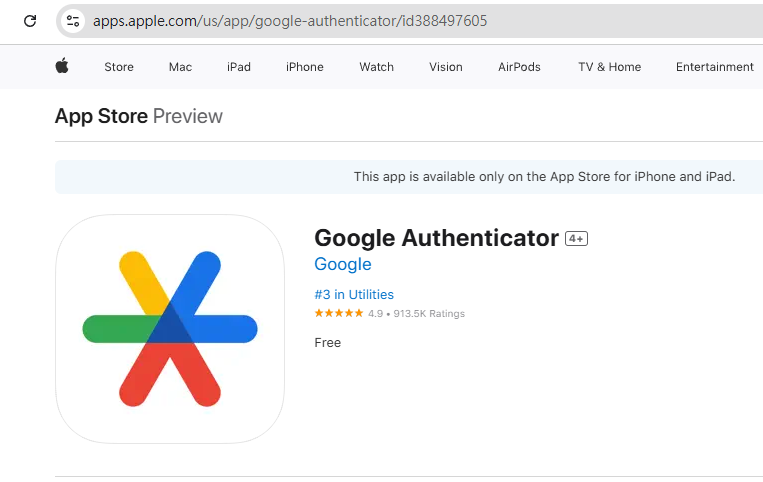 apps.apple.com/us/app/google-authenticator/id388497605
Store Mac iPad iPhone Watch Vision AirPods TV & Home Entertainment
App Store Preview
This app is available only on the App Store for iPhone and iPad.
Google Authenticator 4+
Google
#3 in Utilities
★★★★★ 4.9 • 913.5K Ratings
Free